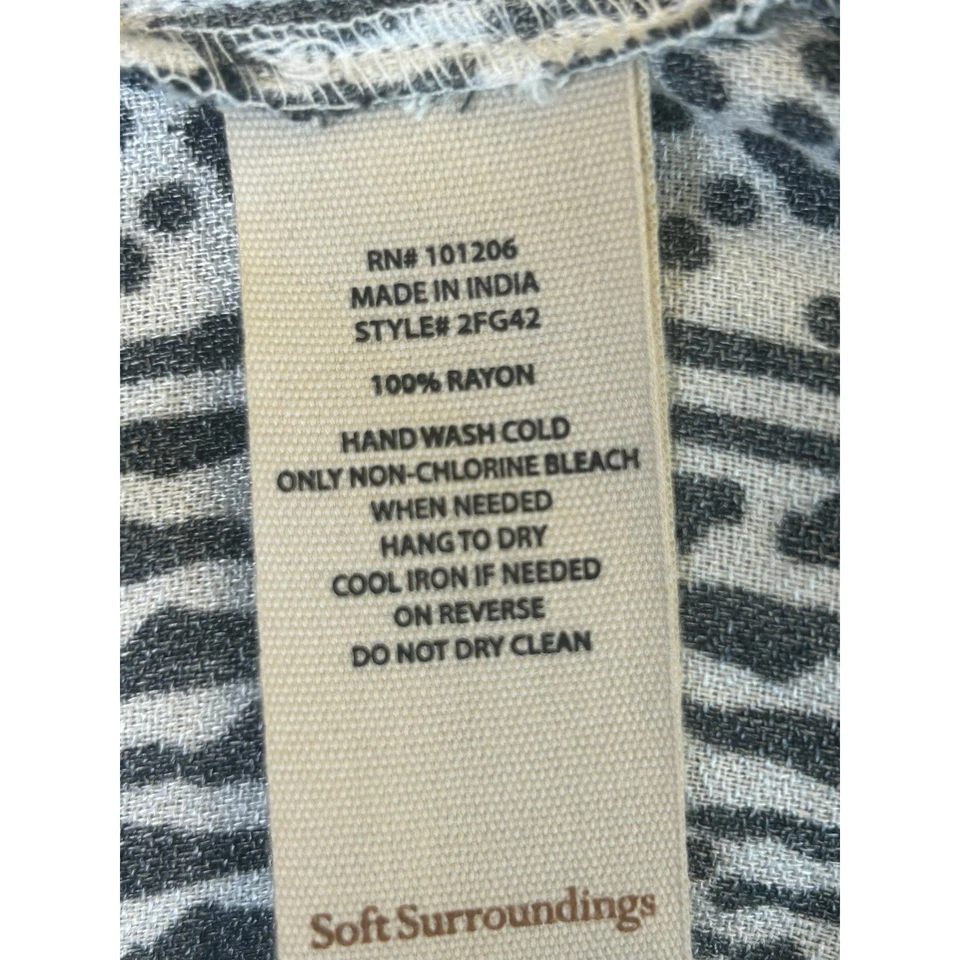 RN# 101206
MADE IN INDIA
STYLE# 2FG42
100% RAYON
HAND WASH COLD
ONLY NON-CHLORINE BLEACH
WHEN NEEDED
HANG TO DRY
COOL IRON IF NEEDED
ON REVERSE
DO NOT DRY CLEAN
Soft Surroundings